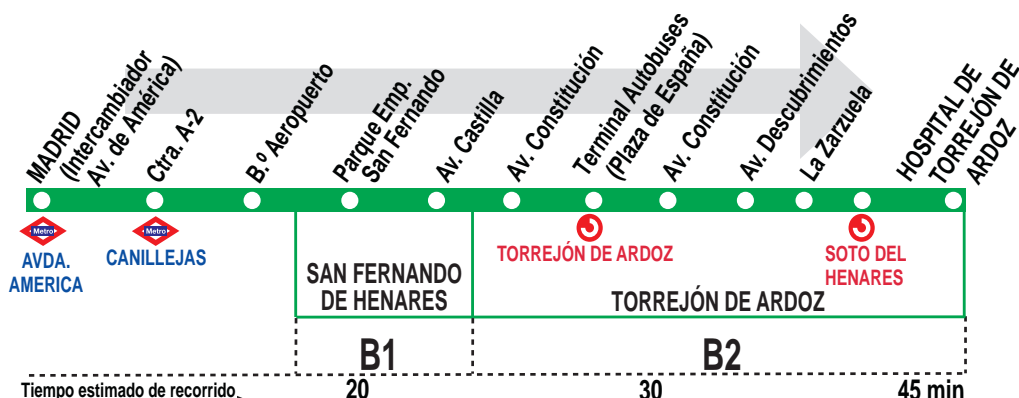 MADRID
(Intercambiador
Av. de América)
Ctra. A-2
B.º Aeropuerto
Parque Emp.
San Fernando
Av. Castilla
Av. Constitución
Terminal Autobuses
(Plaza de España)
Av. Constitución
Av. Descubrimientos
La Zarzuela
HOSPITAL DE
TORREJÓN DE
ARDOZ
Metro
AVDA.
AMERICA
Metro
CANILLEJAS
TORREJÓN DE ARDOZ
SOTO DEL
HENARES
SAN FERNANDO
DE HENARES
TORREJÓN DE ARDOZ
B1
B2
Tiempo estimado de recorrido
20
30
45 min